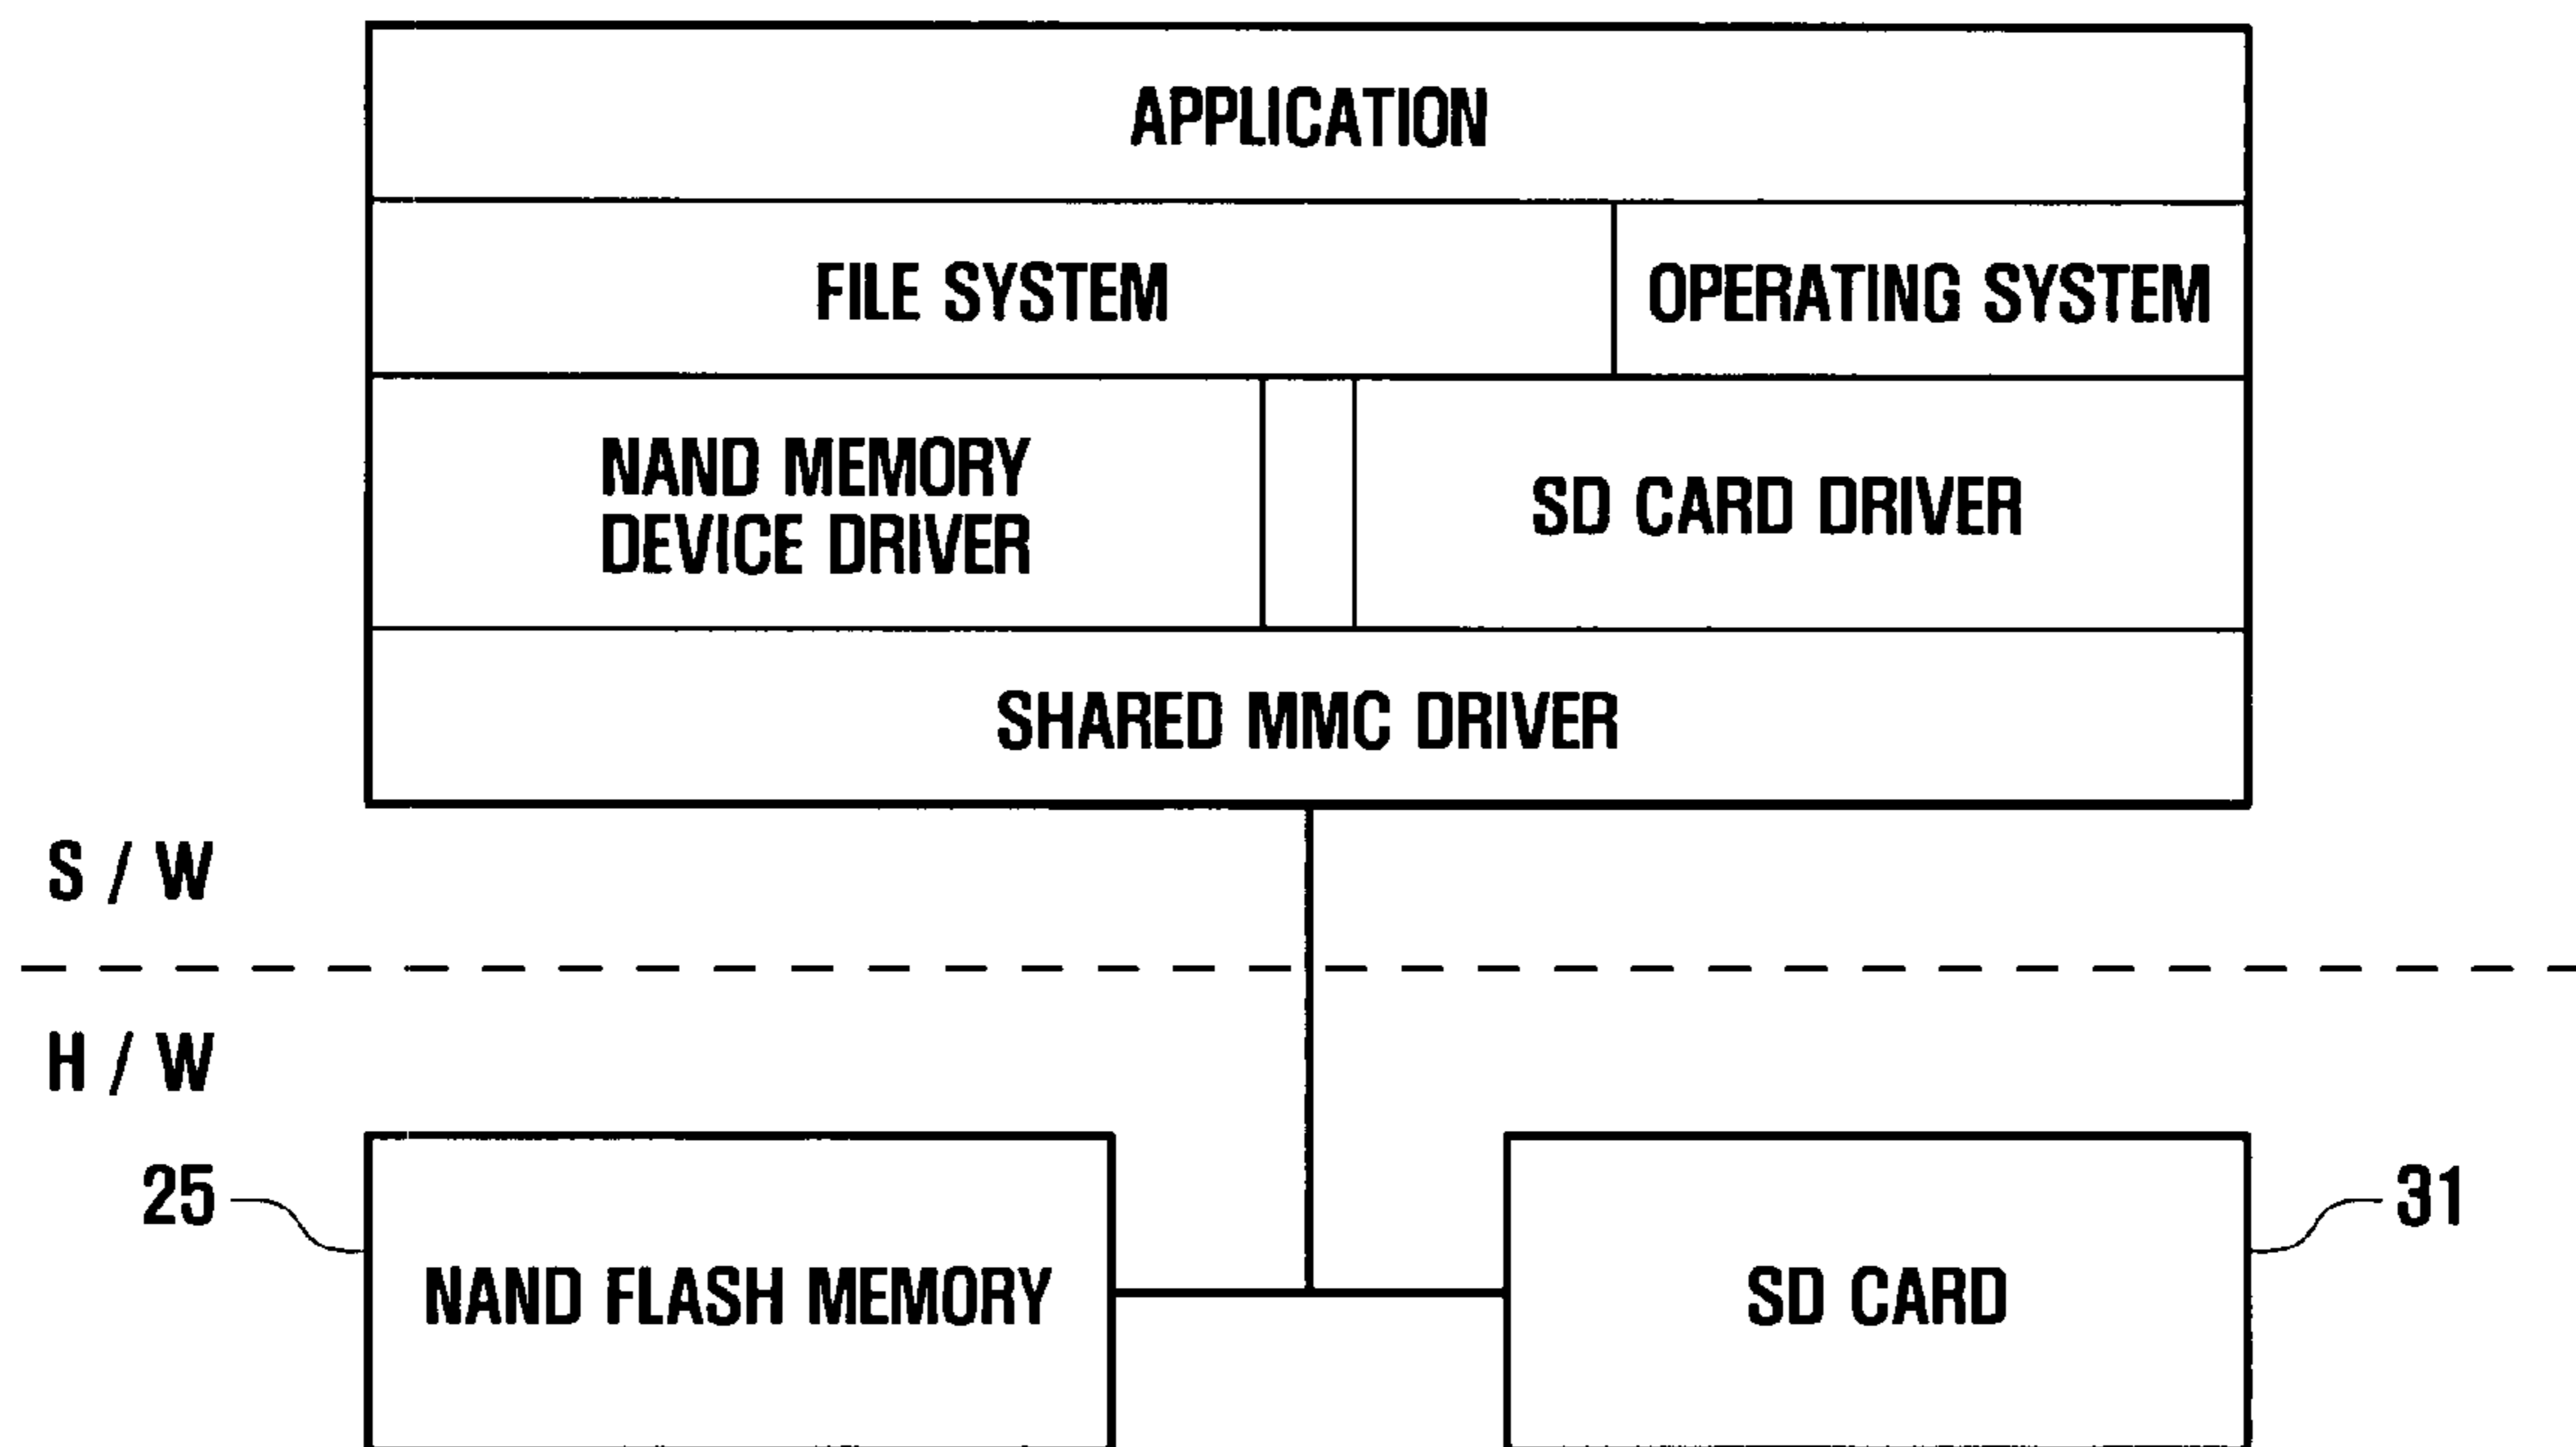 APPLICATION
FILE SYSTEM
OPERATING SYSTEM
NAND MEMORY
DEVICE DRIVER
SD CARD DRIVER
SHARED MMC DRIVER
S / W
H / W
25
31
NAND FLASH MEMORY
SD CARD